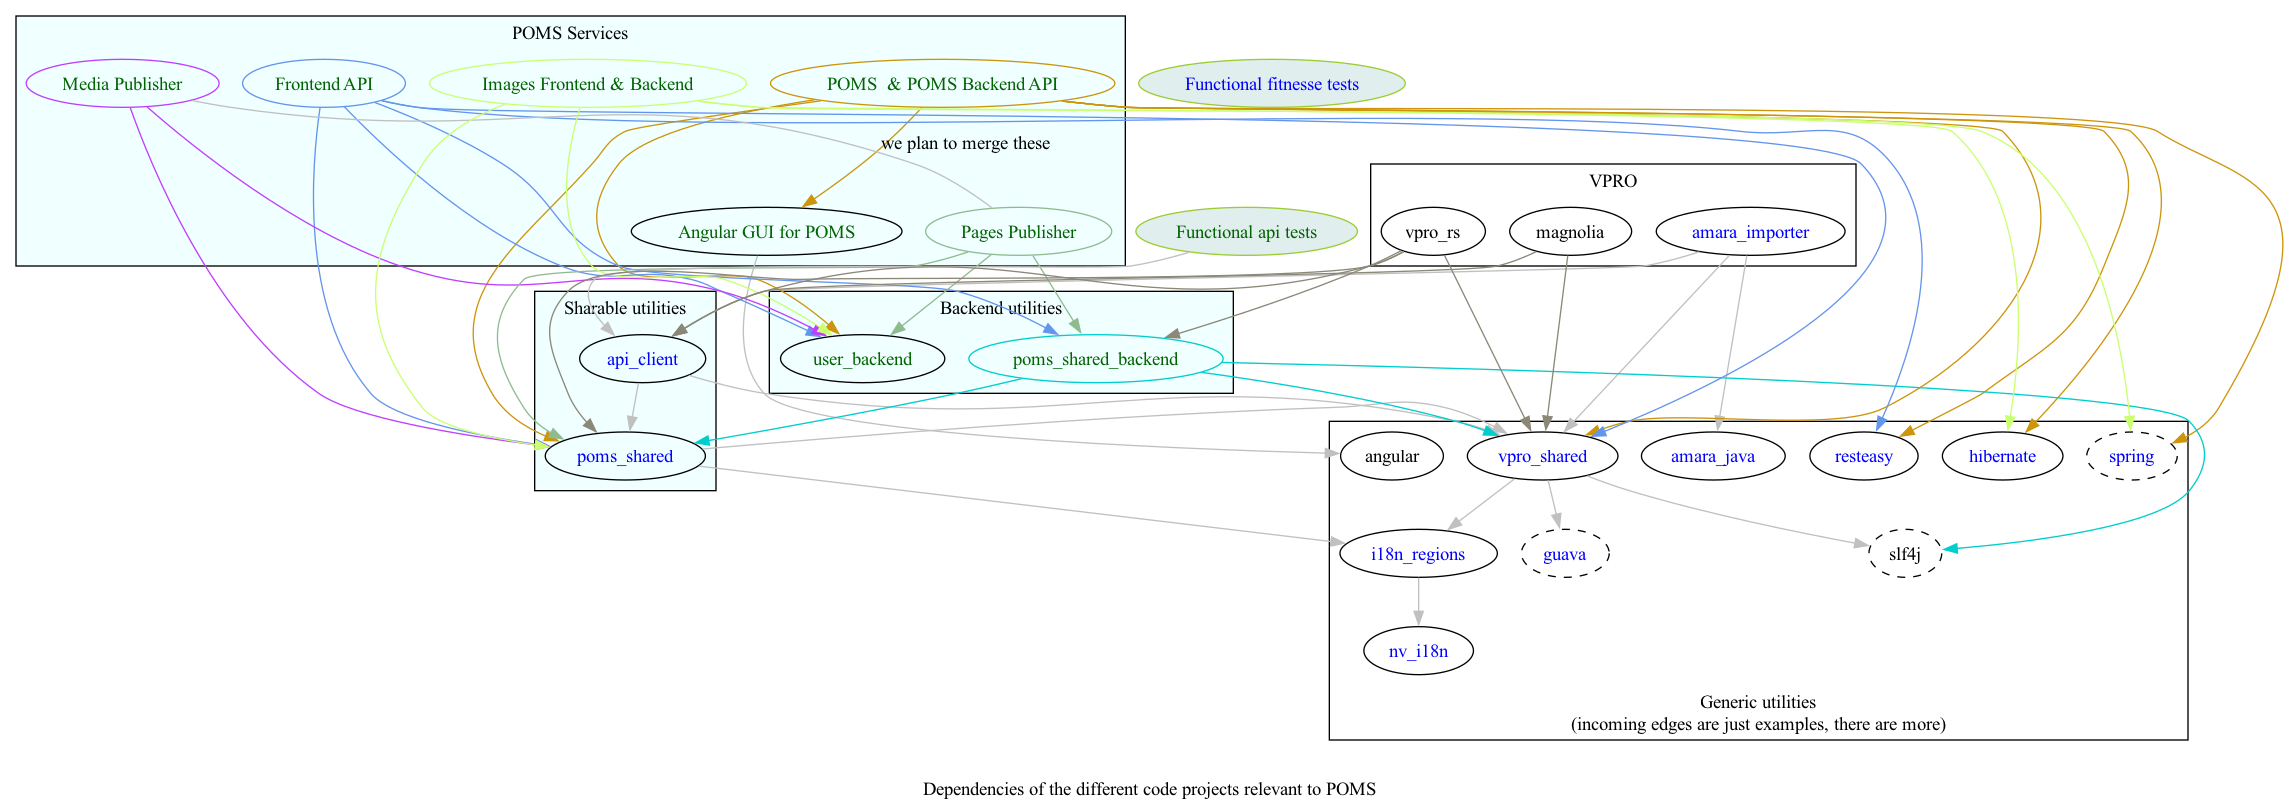 POMS Services
Media Publisher
Frontend API
Images Frontend & Backend
POMS  & POMS Backend API
Functional fitnesse tests
we plan to merge these
VPRO
Angular GUI for POMS
Pages Publisher
Functional api tests
vpro_rs
magnolia
amara_importer
Sharable utilities
Backend utilities
api_client
user_backend
poms_shared_backend
poms_shared
angular
vpro_shared
amara_java
resteasy
hibernate
spring
i18n_regions
guava
slf4j
nv_i18n
Generic utilities
(incoming edges are just examples, there are more)
Dependencies of the different code projects relevant to POMS